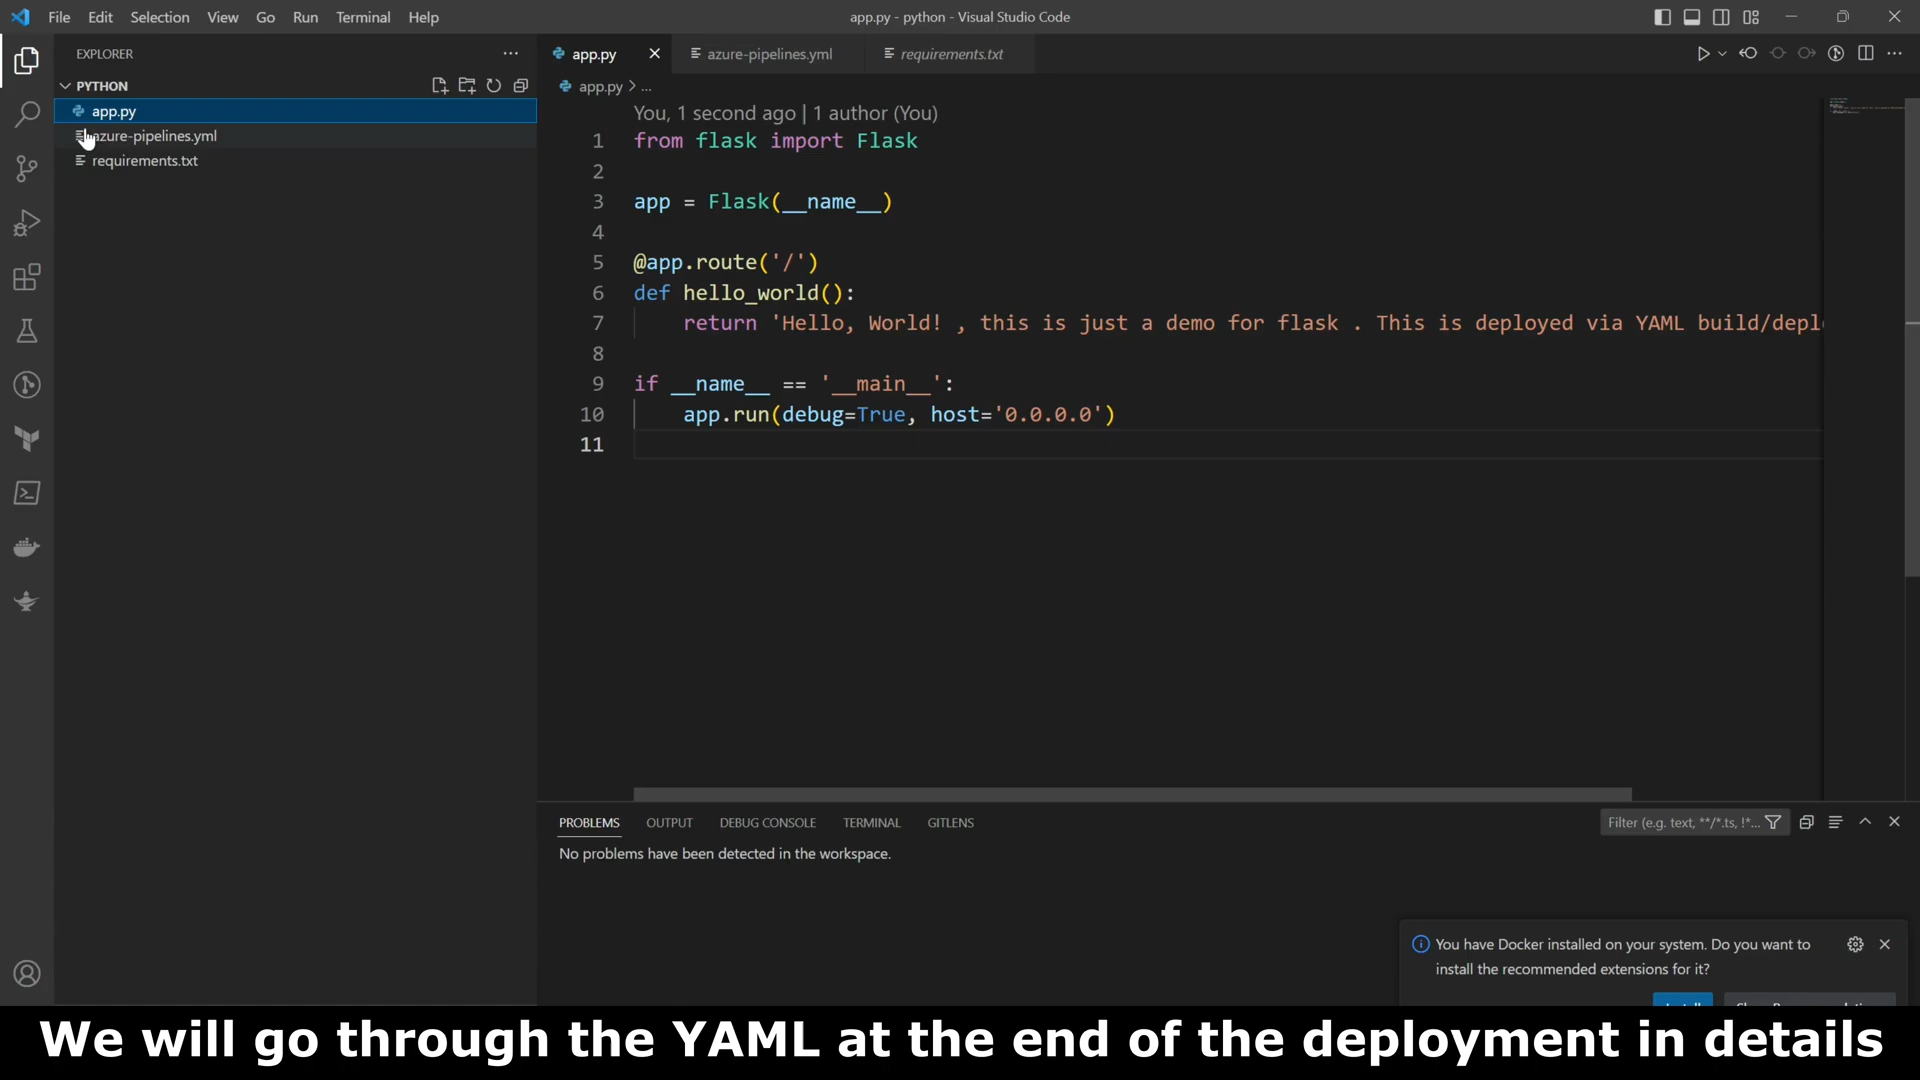 File Edit Selection View Go Run Terminal Help
app.py - python - Visual Studio Code
EXPLORER
PYTHON
app.py
azure-pipelines.yml
requirements.txt
app.py
azure-pipelines.yml
requirements.txt
app.py > ...
You, 1 second ago | 1 author (You)
1 from flask import Flask
2
3 app = Flask(__name__)
4
5 @app.route('/')
6 def hello_world():
7 return 'Hello, World! , this is just a demo for flask . This is deployed via YAML build/depl
8
9 if __name__ == '__main__':
10 app.run(debug=True, host='0.0.0.0')
11
PROBLEMS OUTPUT DEBUG CONSOLE TERMINAL GITLENS
Filter (e.g. text, **/*.ts, !*...
No problems have been detected in the workspace.
You have Docker installed on your system. Do you want to
install the recommended extensions for it?
We will go through the YAML at the end of the deployment in details